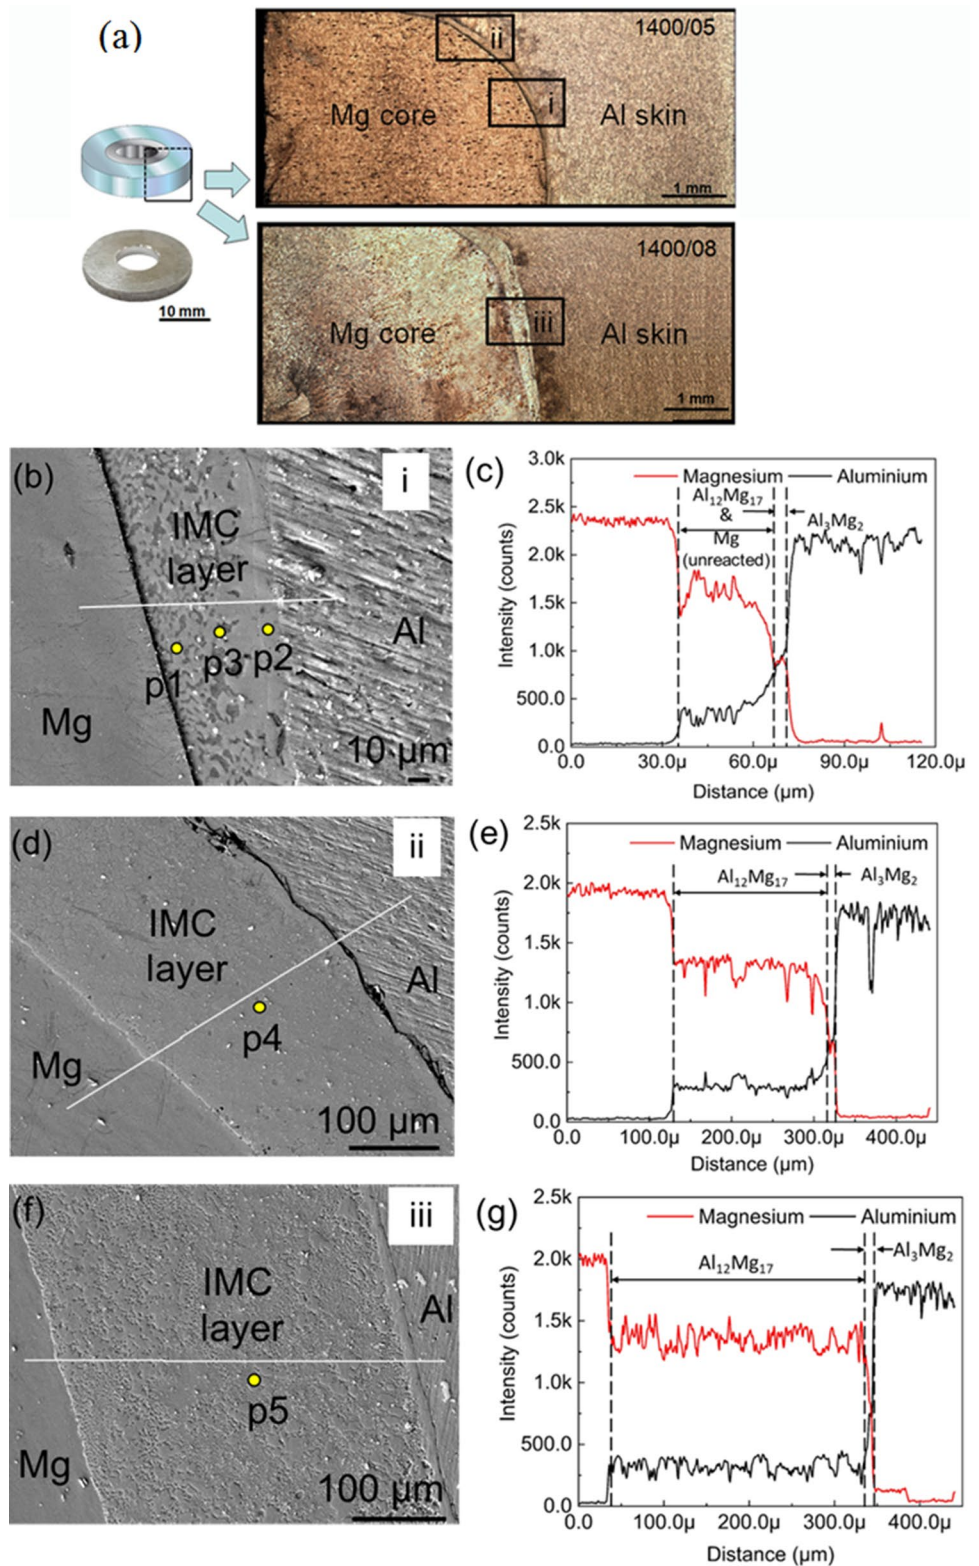 (a)
1400/05
ii
i
Mg core
Al skin
1 mm
1400/08
iii
Mg core
Al skin
1 mm
10 mm
(b)
i
IMC
layer
p1
p3
p2
Al
Mg
10 µm
(c)
3.0k
2.5k
2.0k
1.5k
1.0k
500.0
0.0
Intensity (counts)
Magnesium
Aluminium
Al12Mg17
&
Mg
(unreacted)
Al3Mg2
0.0
30.0µ
60.0µ
90.0µ
120.0µ
Distance (µm)
(d)
ii
IMC
layer
Al
p4
Mg
100 µm
(e)
2.5k
2.0k
1.5k
1.0k
500.0
0.0
Intensity (counts)
Magnesium
Aluminium
Al12Mg17
Al3Mg2
0.0
100.0µ
200.0µ
300.0µ
400.0µ
Distance (µm)
(f)
iii
IMC
layer
Al
p5
Mg
100 µm
(g)
2.5k
2.0k
1.5k
1.0k
500.0
0.0
Intensity (counts)
Magnesium
Aluminium
Al12Mg17
Al3Mg2
0.0
100.0µ
200.0µ
300.0µ
400.0µ
Distance (µm)